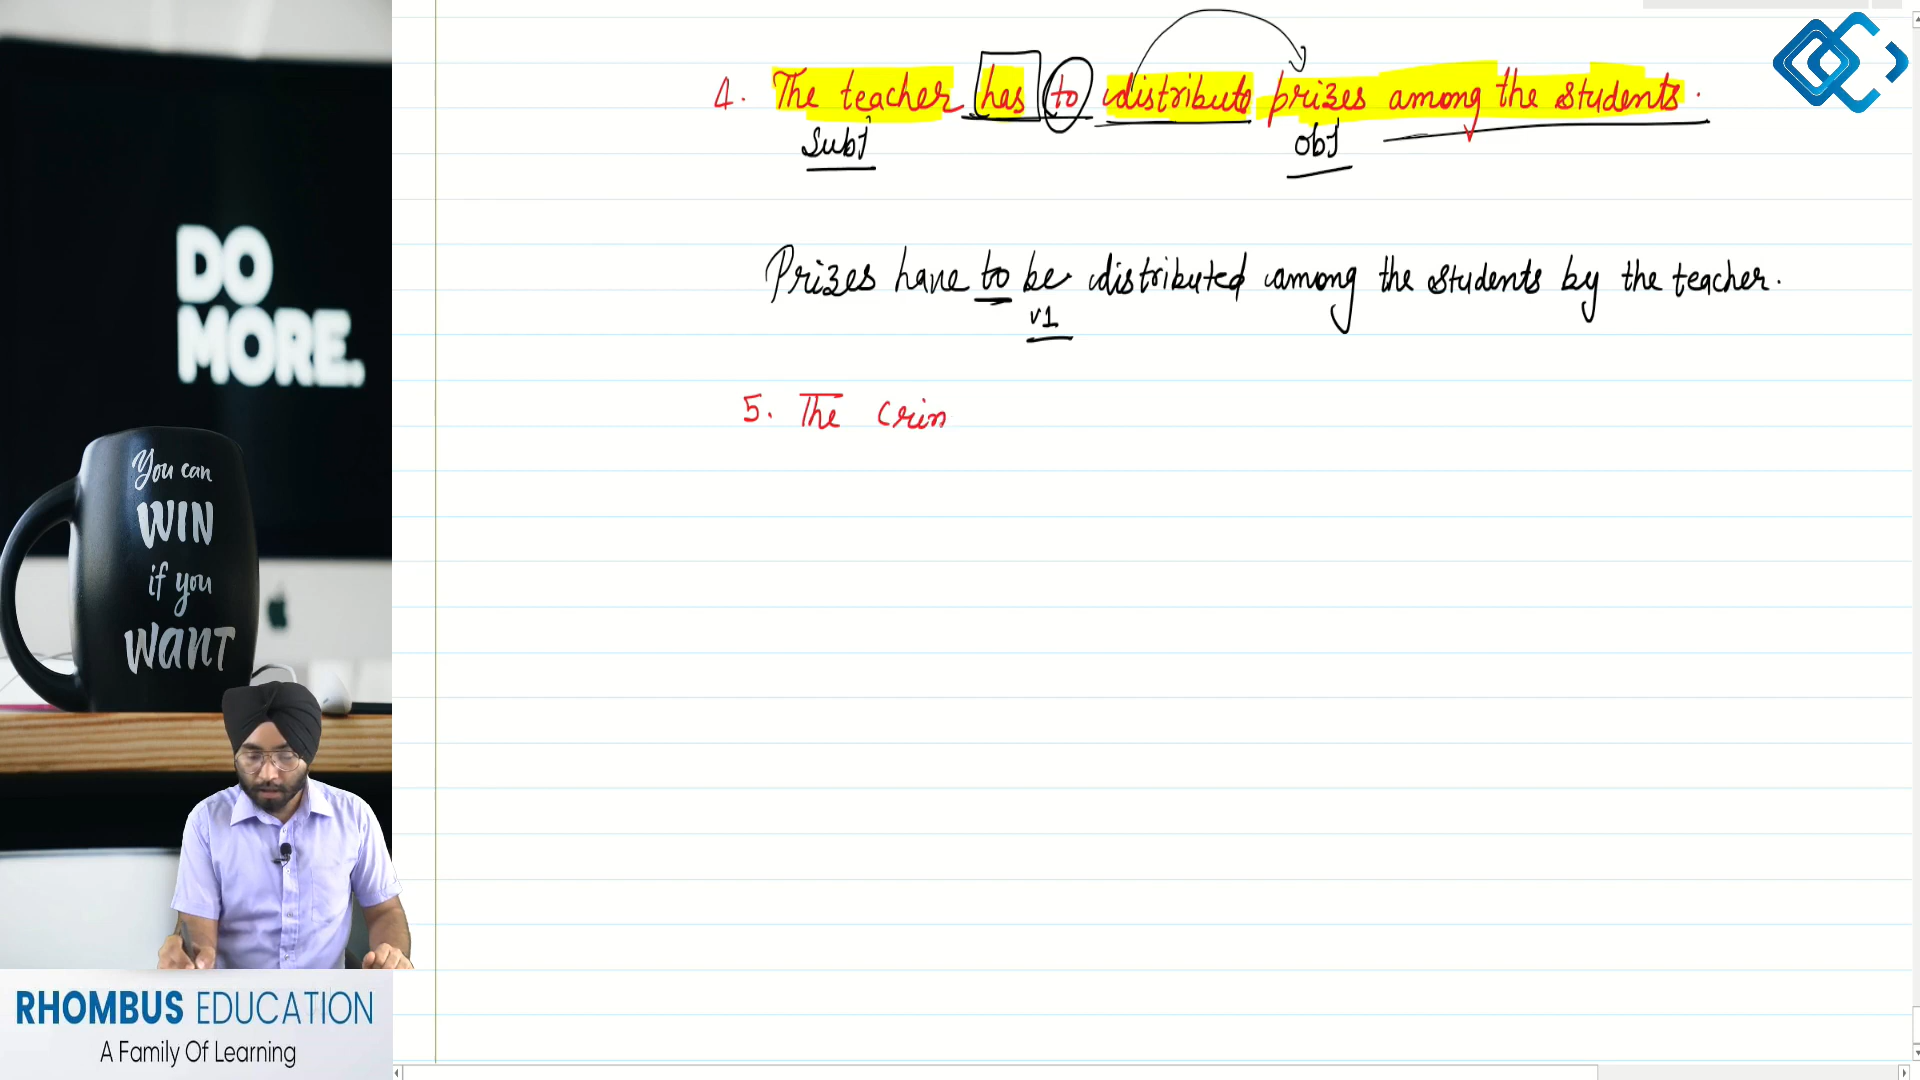 4. The teacher has to distribute prizes among the students.
Subj
Obj
Prizes have to be distributed among the students by the teacher.
v1
5. The crim
DO
MORE.
You can
WIN
if you
WANT
RHOMBUS EDUCATION
A Family Of Learning